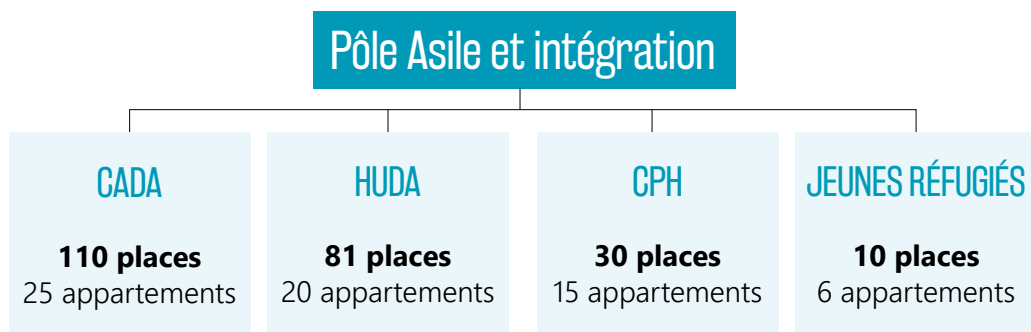 Pôle Asile et intégration
CADA
110 places
25 appartements
HUDA
81 places
20 appartements
CPH
30 places
15 appartements
JEUNES RÉFUGIÉS
10 places
6 appartements